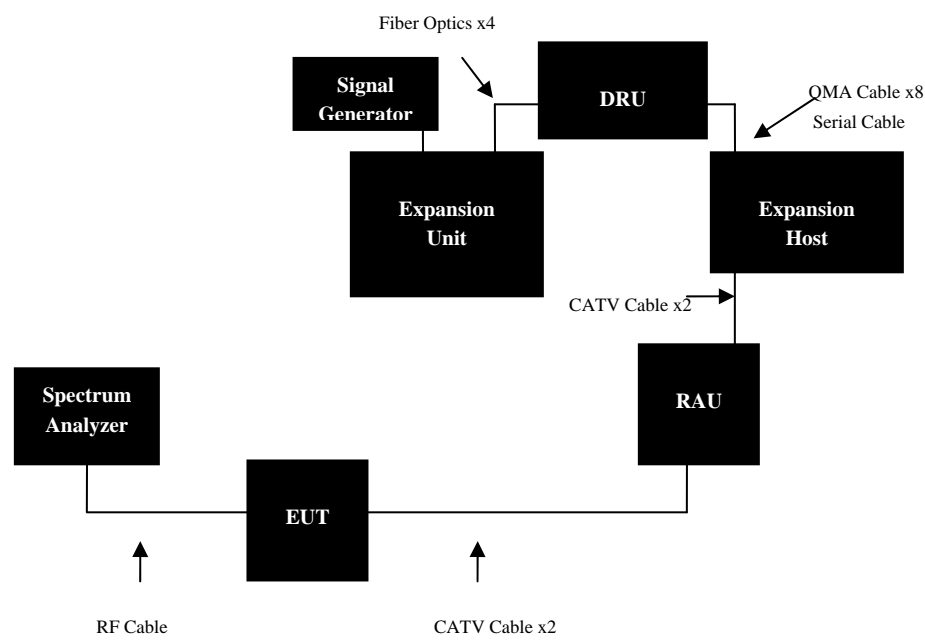 Fiber Optics x4
Signal
Generator
DRU
QMA Cable x8
Serial Cable
Expansion
Unit
Expansion
Host
CATV Cable x2
Spectrum
Analyzer
RAU
EUT
RF Cable
CATV Cable x2